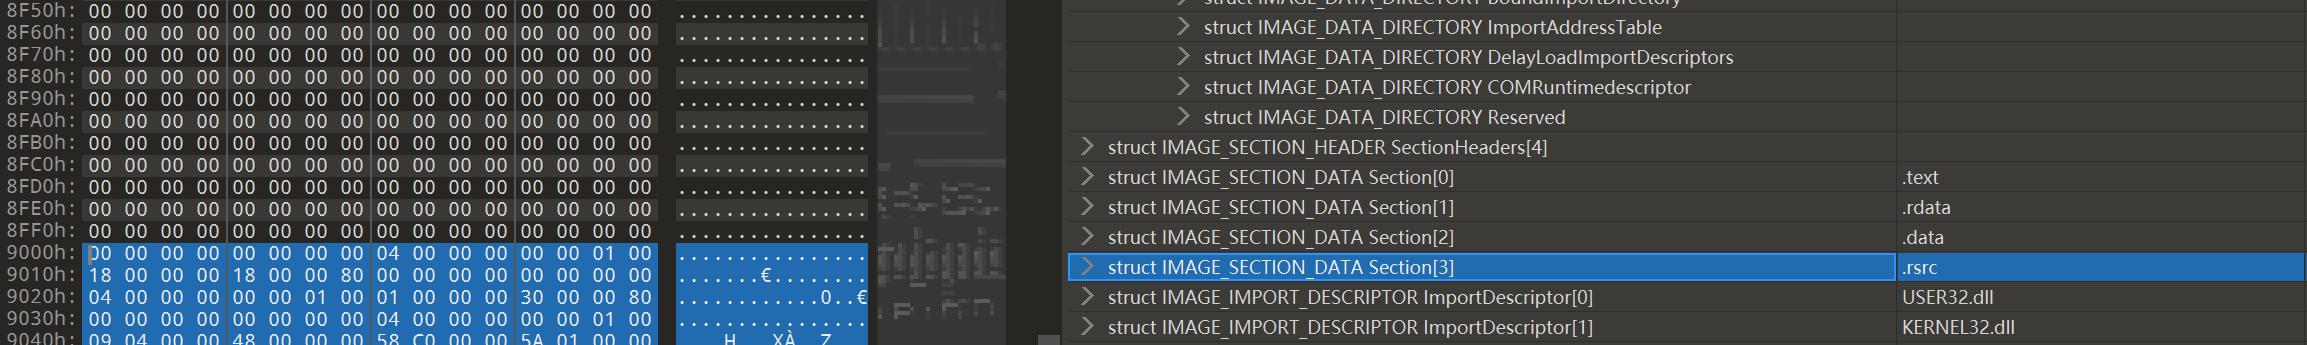 8F50h: 00 00 00 00 00 00 00 00 00 00 00 00 00 00 00 00 ................
8F60h: 00 00 00 00 00 00 00 00 00 00 00 00 00 00 00 00 ................
8F70h: 00 00 00 00 00 00 00 00 00 00 00 00 00 00 00 00 ................
8F80h: 00 00 00 00 00 00 00 00 00 00 00 00 00 00 00 00 ................
8F90h: 00 00 00 00 00 00 00 00 00 00 00 00 00 00 00 00 ................
8FA0h: 00 00 00 00 00 00 00 00 00 00 00 00 00 00 00 00 ................
8FB0h: 00 00 00 00 00 00 00 00 00 00 00 00 00 00 00 00 ................
8FC0h: 00 00 00 00 00 00 00 00 00 00 00 00 00 00 00 00 ................
8FD0h: 00 00 00 00 00 00 00 00 00 00 00 00 00 00 00 00 ................
8FE0h: 00 00 00 00 00 00 00 00 00 00 00 00 00 00 00 00 ................
8FF0h: 00 00 00 00 00 00 00 00 00 00 00 00 00 00 00 00 ................
9000h: 00 00 00 00 00 00 00 00 04 00 00 00 00 00 01 00 ................
9010h: 18 00 00 00 18 00 00 80 00 00 00 00 00 00 00 00 .......€........
9020h: 04 00 00 00 00 00 01 00 01 00 00 00 30 00 00 80 ............0..€
9030h: 00 00 00 00 00 00 00 00 04 00 00 00 00 00 01 00 ................
9040h: 09 04 00 00 48 00 00 00 58 C0 00 00 5A 01 00 00 ....H...XÀ..Z...
struct IMAGE_DATA_DIRECTORY BoundImportDirectory
struct IMAGE_DATA_DIRECTORY ImportAddressTable
struct IMAGE_DATA_DIRECTORY DelayLoadImportDescriptors
struct IMAGE_DATA_DIRECTORY COMRuntimedescriptor
struct IMAGE_DATA_DIRECTORY Reserved
struct IMAGE_SECTION_HEADER SectionHeaders[4]
struct IMAGE_SECTION_DATA Section[0] .text
struct IMAGE_SECTION_DATA Section[1] .rdata
struct IMAGE_SECTION_DATA Section[2] .data
struct IMAGE_SECTION_DATA Section[3] .rsrc
struct IMAGE_IMPORT_DESCRIPTOR ImportDescriptor[0] USER32.dll
struct IMAGE_IMPORT_DESCRIPTOR ImportDescriptor[1] KERNEL32.dll